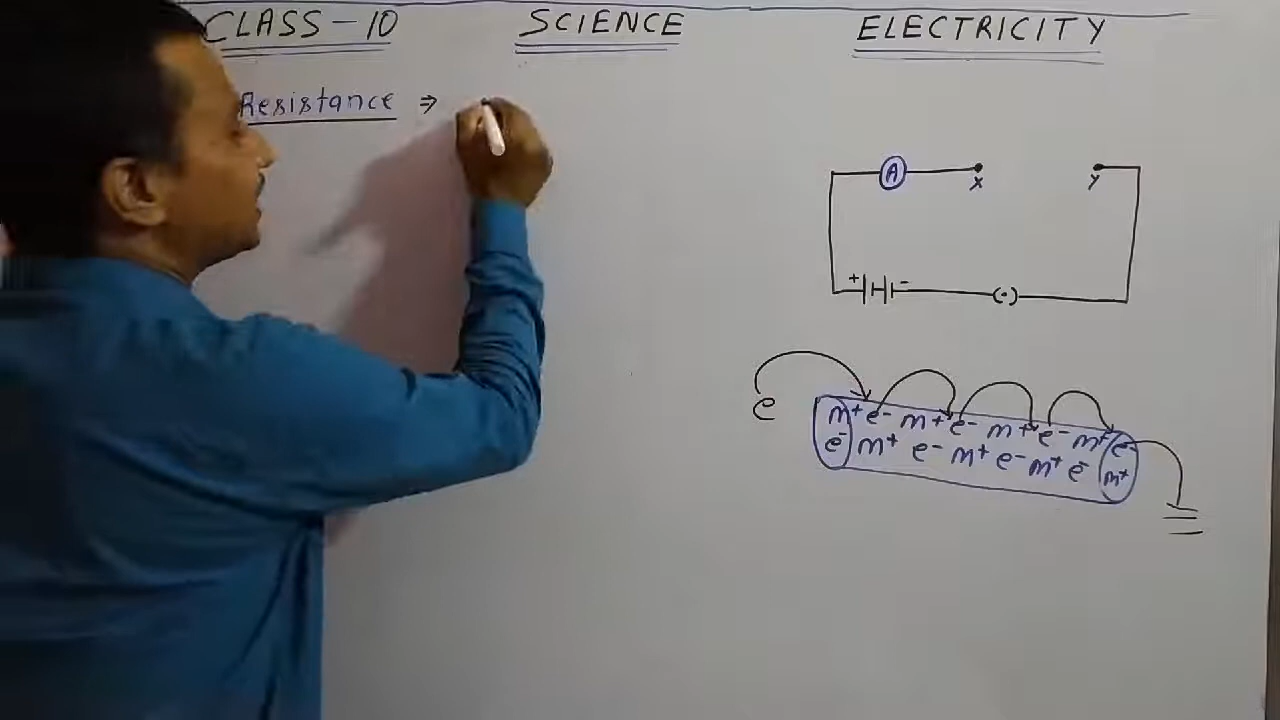 CLASS-10 SCIENCE ELECTRICITY
Resistance ⇒
A
x y
+ -
(•)
e
m+ e- m+ e- m+ e- m+ e-
e- m+ e- m+ e- m+ e- m+